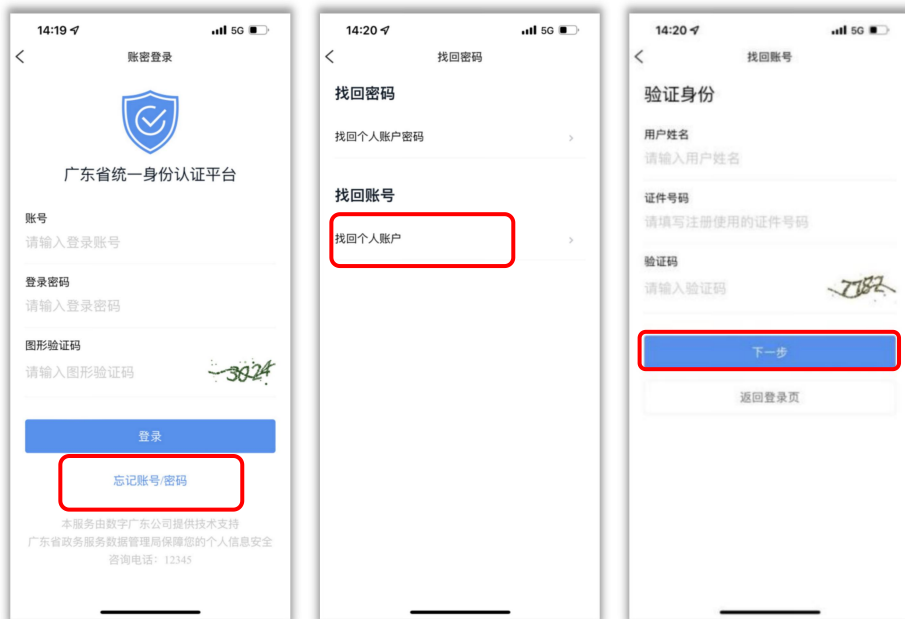 14:19
5G
账密登录
广东省统一身份认证平台
账号
请输入登录账号
登录密码
请输入登录密码
图形验证码
请输入图形验证码
3024
登录
忘记账号/密码
本服务由数字广东公司提供技术支持
广东省政务服务数据管理局保障您的个人信息安全
咨询电话：12345
14:20
5G
找回密码
找回密码
找回个人账户密码
找回账号
找回个人账户
14:20
5G
找回账号
验证身份
用户姓名
请输入用户姓名
证件号码
请填写注册使用的证件号码
验证码
请输入验证码
7782
下一步
返回登录页